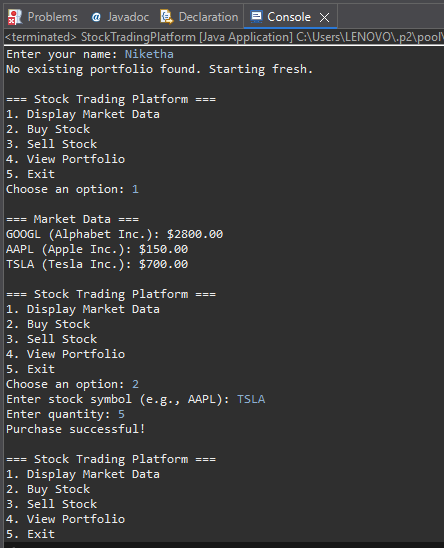 Problems @ Javadoc Declaration Console
<terminated> StockTradingPlatform [Java Application] C:\Users\LENOVO\.p2\pool\
Enter your name: Niketha
No existing portfolio found. Starting fresh.
=== Stock Trading Platform ===
1. Display Market Data
2. Buy Stock
3. Sell Stock
4. View Portfolio
5. Exit
Choose an option: 1
=== Market Data ===
GOOGL (Alphabet Inc.): $2800.00
AAPL (Apple Inc.): $150.00
TSLA (Tesla Inc.): $700.00
=== Stock Trading Platform ===
1. Display Market Data
2. Buy Stock
3. Sell Stock
4. View Portfolio
5. Exit
Choose an option: 2
Enter stock symbol (e.g., AAPL): TSLA
Enter quantity: 5
Purchase successful!
=== Stock Trading Platform ===
1. Display Market Data
2. Buy Stock
3. Sell Stock
4. View Portfolio
5. Exit